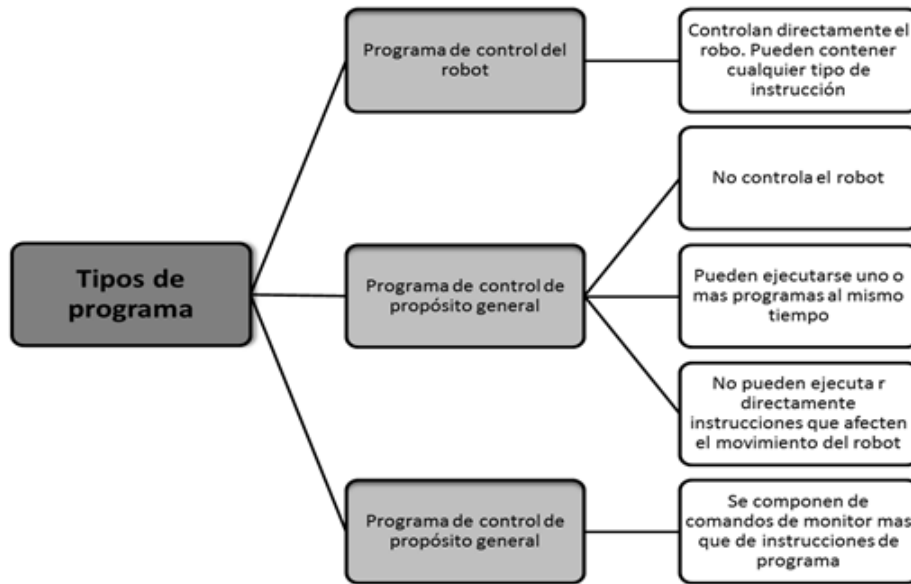 Tipos de
programa
Programa de control del
robot
Controlan directamente el
robo. Pueden contener
cualquier tipo de
instrucción
Programa de control de
propósito general
No controla el robot
Pueden ejecutarse uno o
mas programas al mismo
tiempo
No pueden ejecuta r
directamente
instrucciones que afecten
el movimiento del robot
Programa de control de
propósito general
Se componen de
comandos de monitor mas
que de instrucciones de
programa